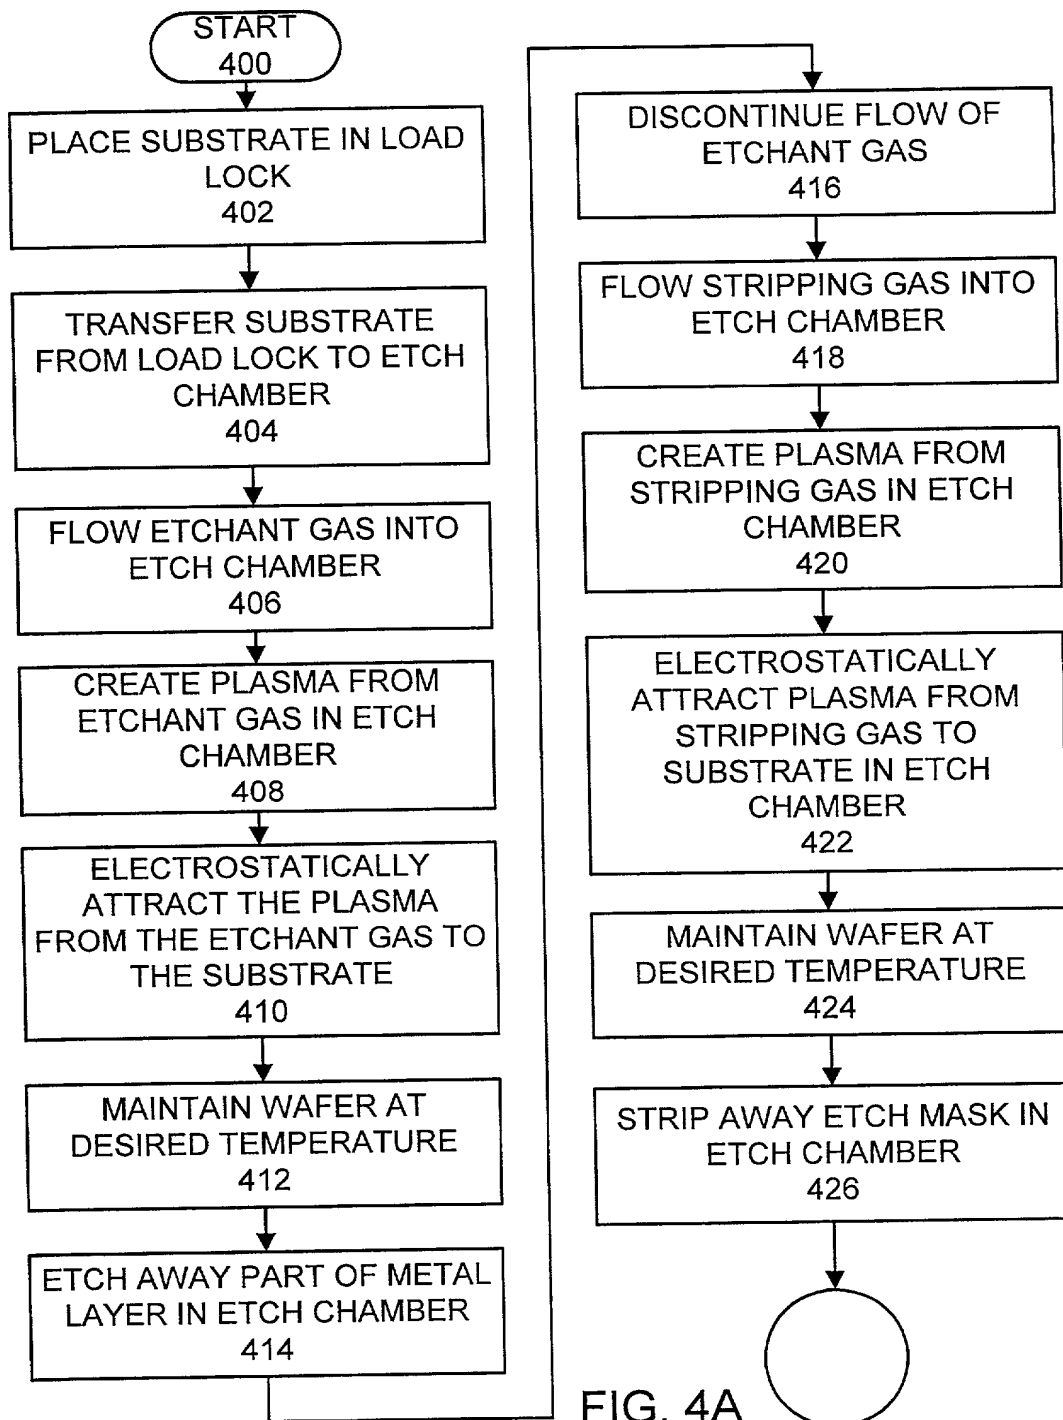 START
400
PLACE SUBSTRATE IN LOAD
LOCK
402
TRANSFER SUBSTRATE
FROM LOAD LOCK TO ETCH
CHAMBER
404
FLOW ETCHANT GAS INTO
ETCH CHAMBER
406
CREATE PLASMA FROM
ETCHANT GAS IN ETCH
CHAMBER
408
ELECTROSTATICALLY
ATTRACT THE PLASMA
FROM THE ETCHANT GAS TO
THE SUBSTRATE
410
MAINTAIN WAFER AT
DESIRED TEMPERATURE
412
ETCH AWAY PART OF METAL
LAYER IN ETCH CHAMBER
414
DISCONTINUE FLOW OF
ETCHANT GAS
416
FLOW STRIPPING GAS INTO
ETCH CHAMBER
418
CREATE PLASMA FROM
STRIPPING GAS IN ETCH
CHAMBER
420
ELECTROSTATICALLY
ATTRACT PLASMA FROM
STRIPPING GAS TO
SUBSTRATE IN ETCH
CHAMBER
422
MAINTAIN WAFER AT
DESIRED TEMPERATURE
424
STRIP AWAY ETCH MASK IN
ETCH CHAMBER
426
FIG. 4A